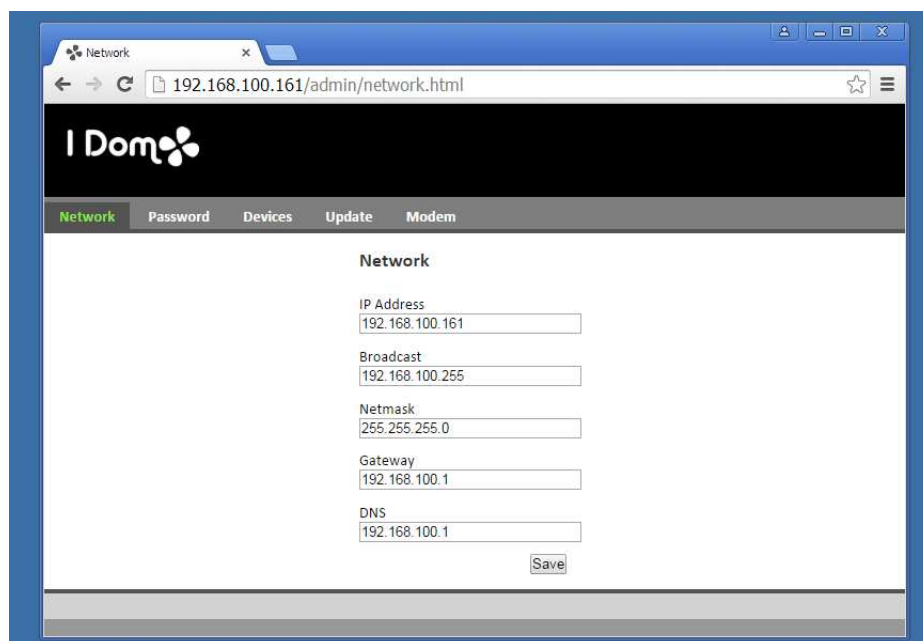 Network
192.168.100.161/admin/network.html
I Dom
Network Password Devices Update Modem
Network
IP Address
192.168.100.161
Broadcast
192.168.100.255
Netmask
255.255.255.0
Gateway
192.168.100.1
DNS
192.168.100.1
Save